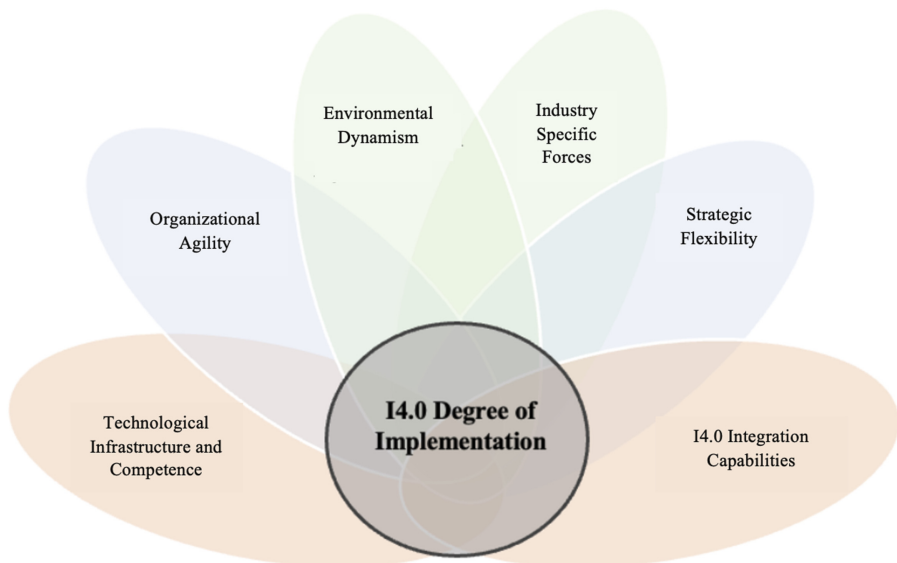 Environmental
Dynamism
Industry
Specific
Forces
Organizational
Agility
Strategic
Flexibility
Technological
Infrastructure and
Competence
I4.0 Degree of
Implementation
I4.0 Integration
Capabilities